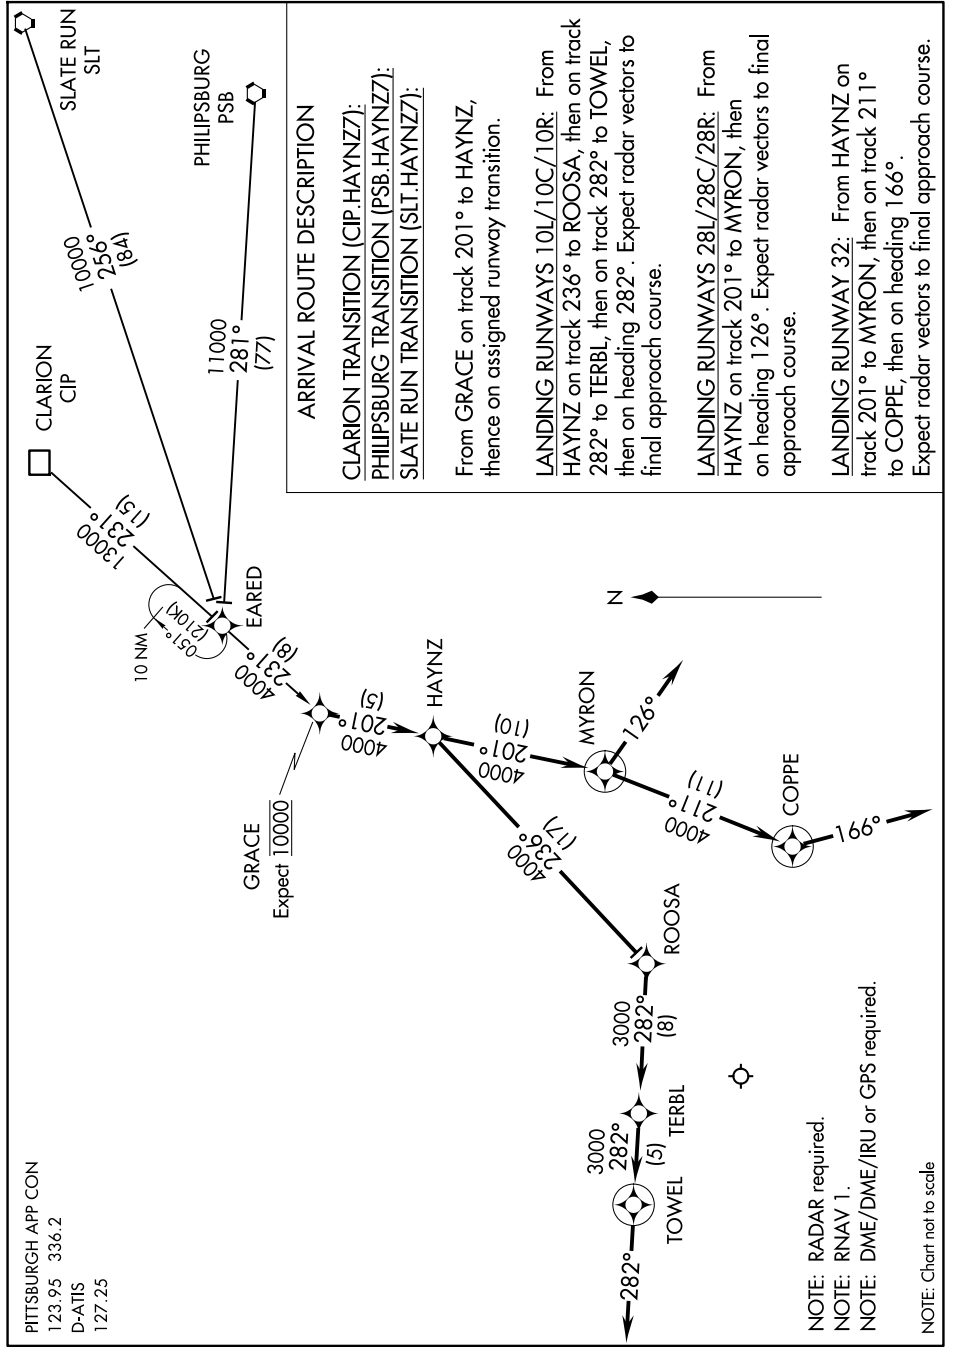 PITTSBURGH APP CON
123.95 336.2
D-ATIS
127.25
SLATE RUN
SLT
CLARION
CIP
PHILIPSBURG
PSB
10000
256°
(84)
11000
281°
(77)
13000
231°
(15)
10 NM
051°
(210K)
EARED
4000
231°
(8)
GRACE
Expect 10000
4000
201°
(5)
HAYNZ
4000
201°
(10)
MYRON
126°
4000
211°
(11)
COPPE
166°
4000
236°
(17)
ROOSA
3000
282°
(8)
TERBL
3000
282°
(5)
TOWEL
282°
N
ARRIVAL ROUTE DESCRIPTION
CLARION TRANSITION (CIP.HAYNZ7):
PHILIPSBURG TRANSITION (PSB.HAYNZ7):
SLATE RUN TRANSITION (SLT.HAYNZ7):
From GRACE on track 201° to HAYNZ,
thence on assigned runway transition.
LANDING RUNWAYS 10L/10C/10R: From
HAYNZ on track 236° to ROOSA, then on track
282° to TERBL, then on track 282° to TOWEL,
then on heading 282°. Expect radar vectors to
final approach course.
LANDING RUNWAYS 28L/28C/28R: From
HAYNZ on track 201° to MYRON, then
on heading 126°. Expect radar vectors to final
approach course.
LANDING RUNWAY 32: From HAYNZ on
track 201° to MYRON, then on track 211°
to COPPE, then on heading 166°.
Expect radar vectors to final approach course.
NOTE: RADAR required.
NOTE: RNAV 1.
NOTE: DME/DME/IRU or GPS required.
NOTE: Chart not to scale